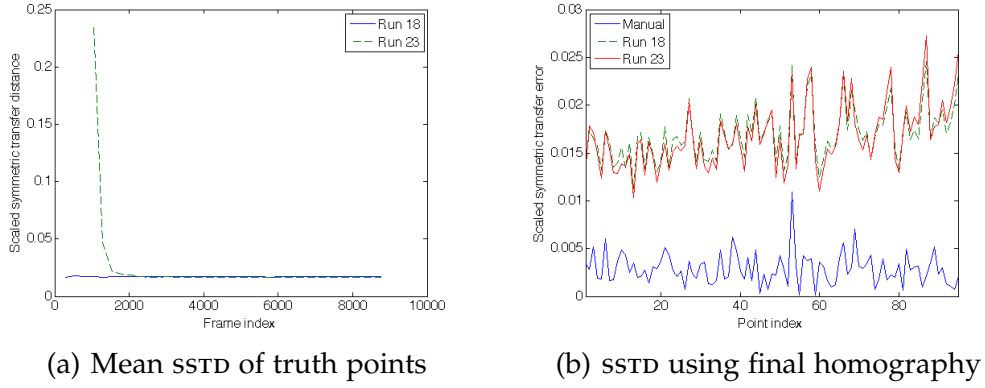 0.25
0.2
0.15
0.1
0.05
0
0 2000 4000 6000 8000 10000
Scaled symmetric transfer distance
Frame index
Run 18
Run 23
(a) Mean SSTD of truth points
0.03
0.025
0.02
0.015
0.01
0.005
0
20 40 60 80
Scaled symmetric transfer error
Point index
Manual
Run 18
Run 23
(b) SSTD using final homography